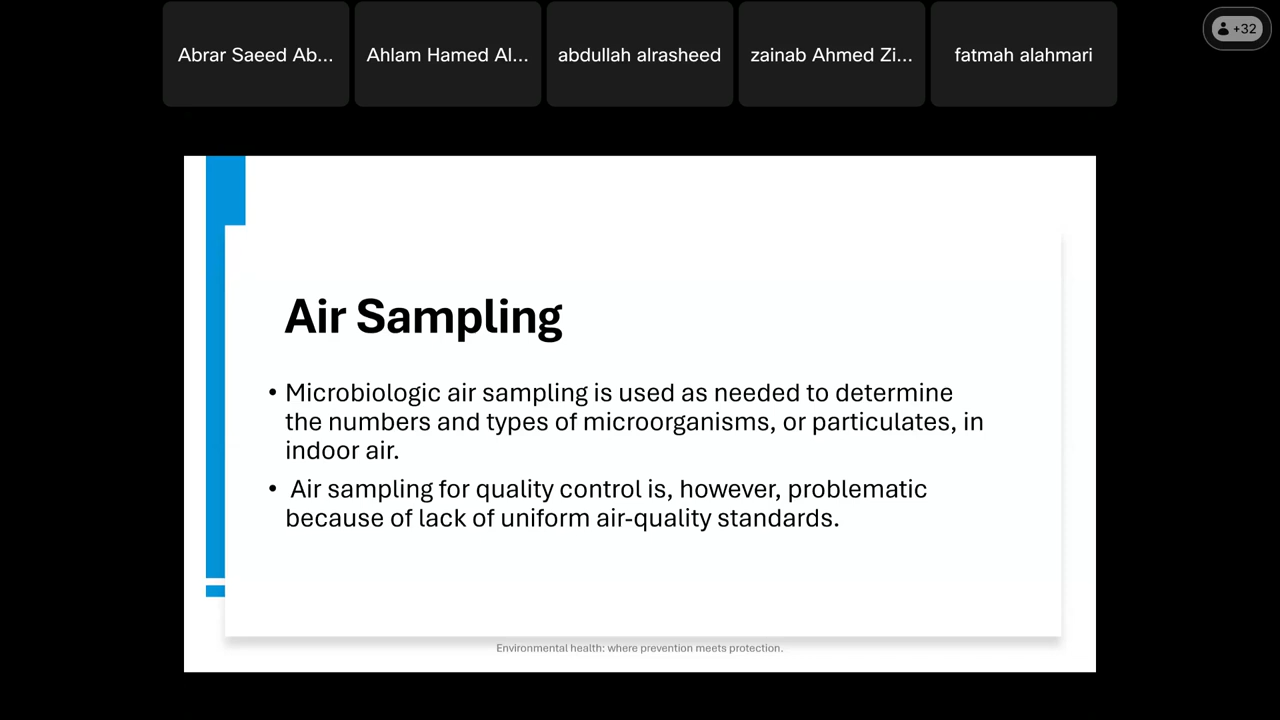 Abrar Saeed Ab...
Ahlam Hamed Al...
abdullah alrasheed
zainab Ahmed Zi...
fatmah alahmari
+32
Air Sampling
• Microbiologic air sampling is used as needed to determine
the numbers and types of microorganisms, or particulates, in
indoor air.
• Air sampling for quality control is, however, problematic
because of lack of uniform air-quality standards.
Environmental health: where prevention meets protection.